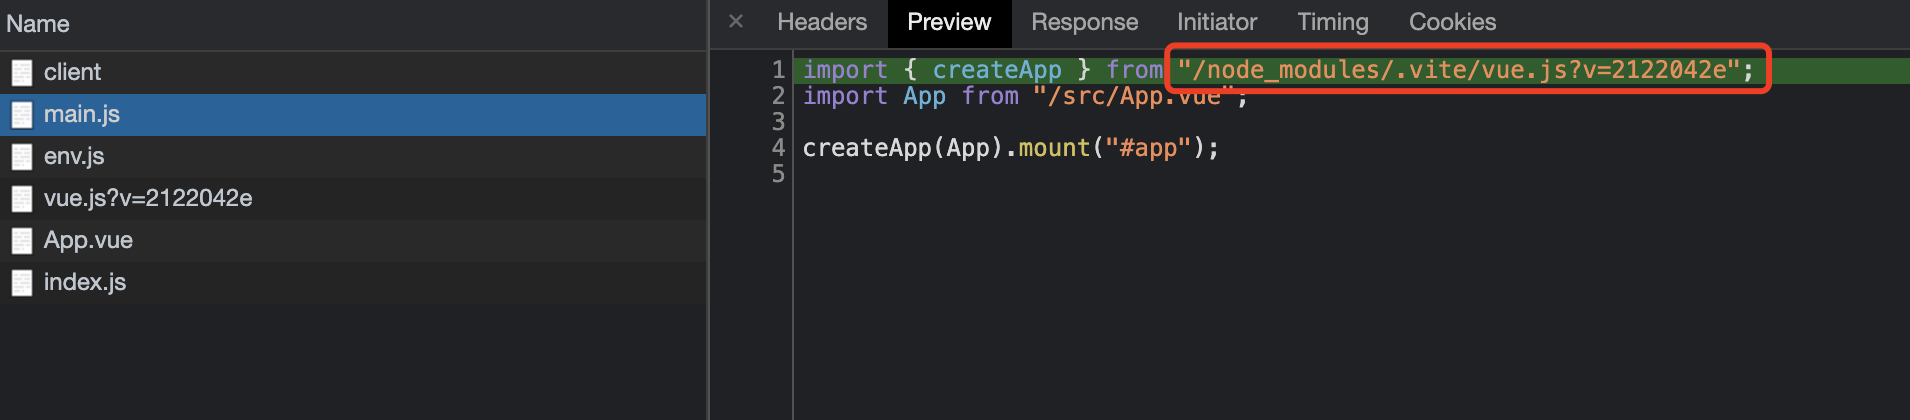 Name
client
main.js
env.js
vue.js?v=2122042e
App.vue
index.js
× Headers Preview Response Initiator Timing Cookies
1 import { createApp } from "/node_modules/.vite/vue.js?v=2122042e";
2 import App from "/src/App.vue";
3
4 createApp(App).mount("#app");
5